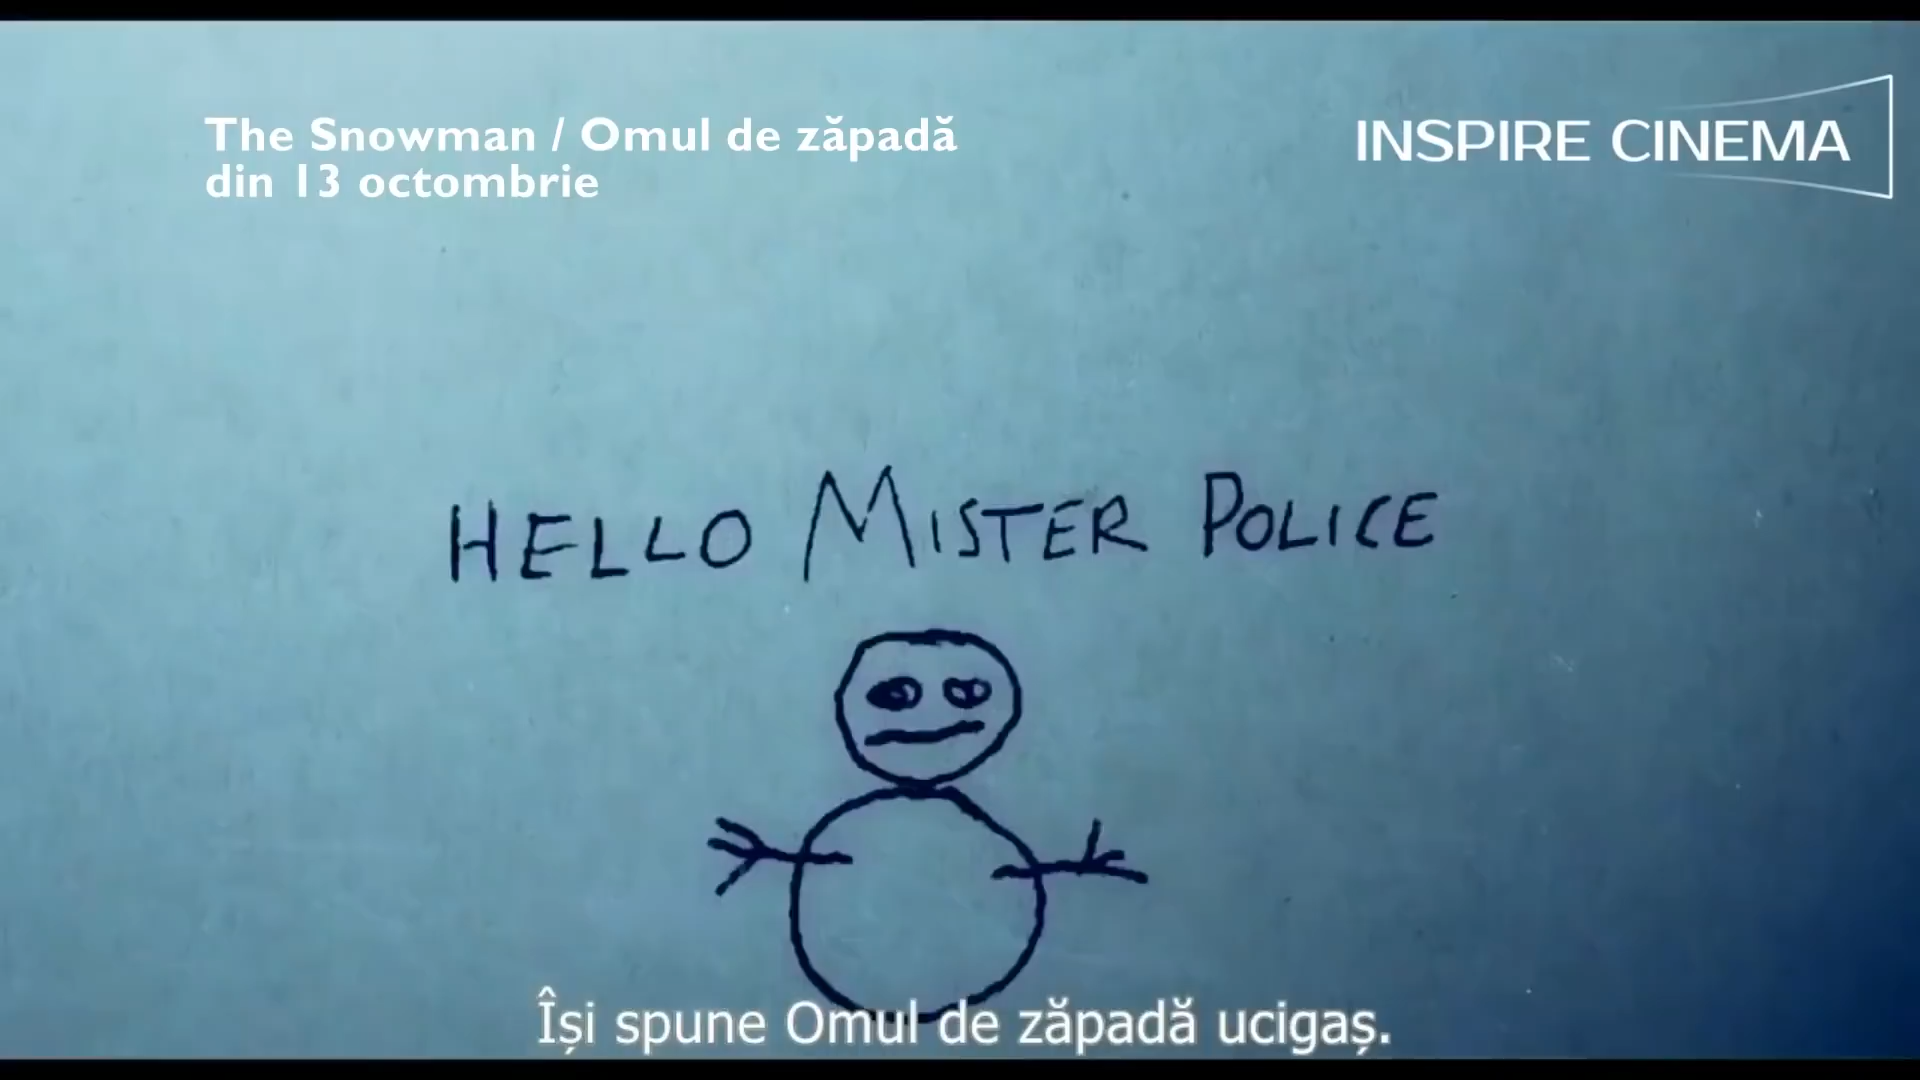 The Snowman / Omul de zăpadă
din 13 octombrie
INSPIRE CINEMA
HELLO MISTER POLICE
Își spune Omul de zăpadă ucigaș.